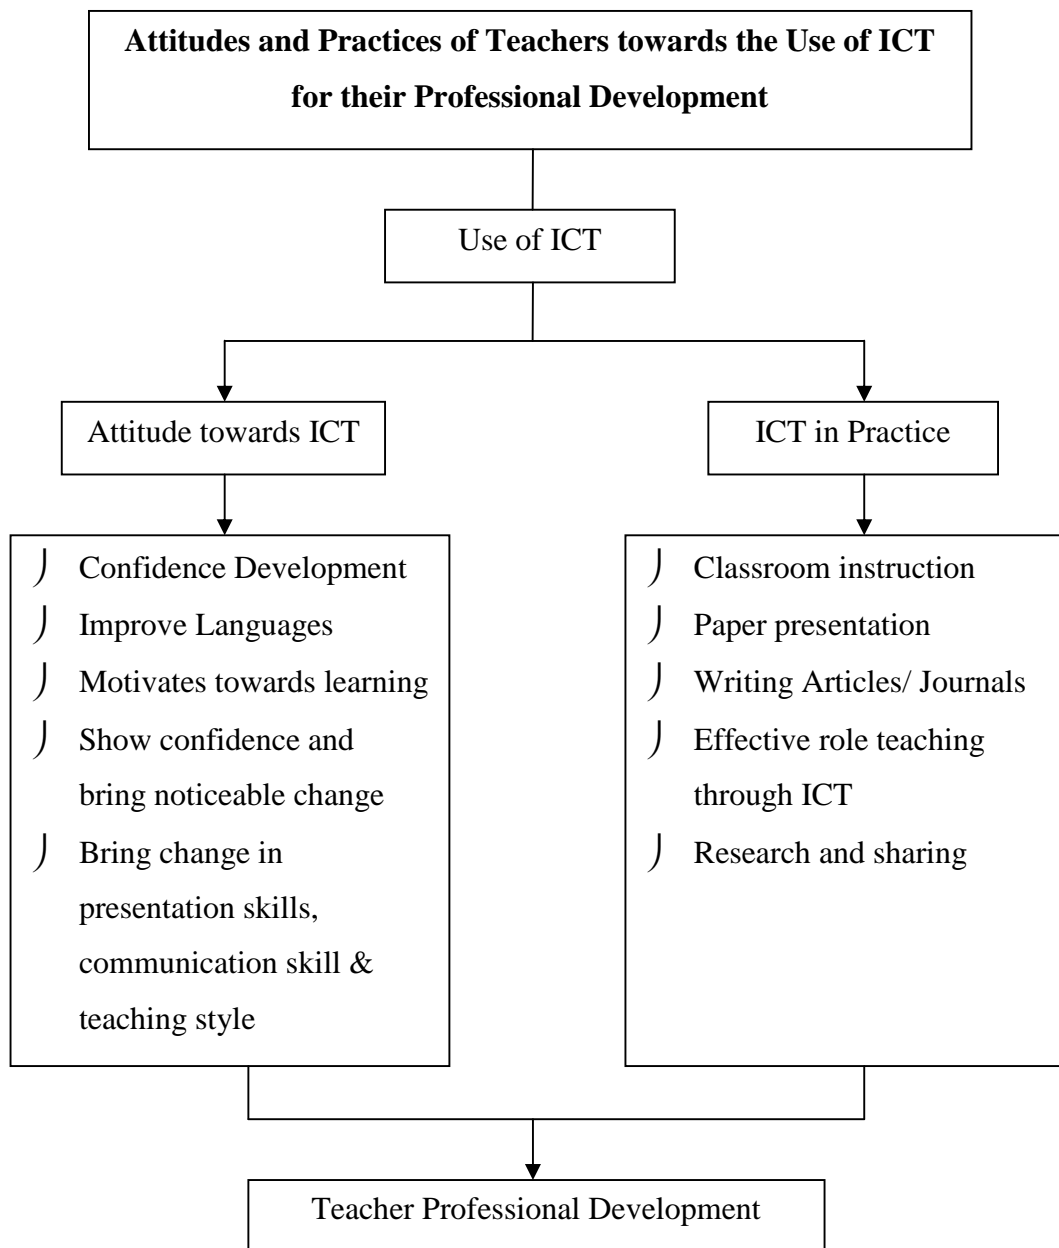 Attitudes and Practices of Teachers towards the Use of ICT
for their Professional Development
Use of ICT
Attitude towards ICT
ICT in Practice
Confidence Development
Improve Languages
Motivates towards learning
Show confidence and
bring noticeable change
Bring change in
presentation skills,
communication skill &
teaching style
Classroom instruction
Paper presentation
Writing Articles/ Journals
Effective role teaching
through ICT
Research and sharing
Teacher Professional Development